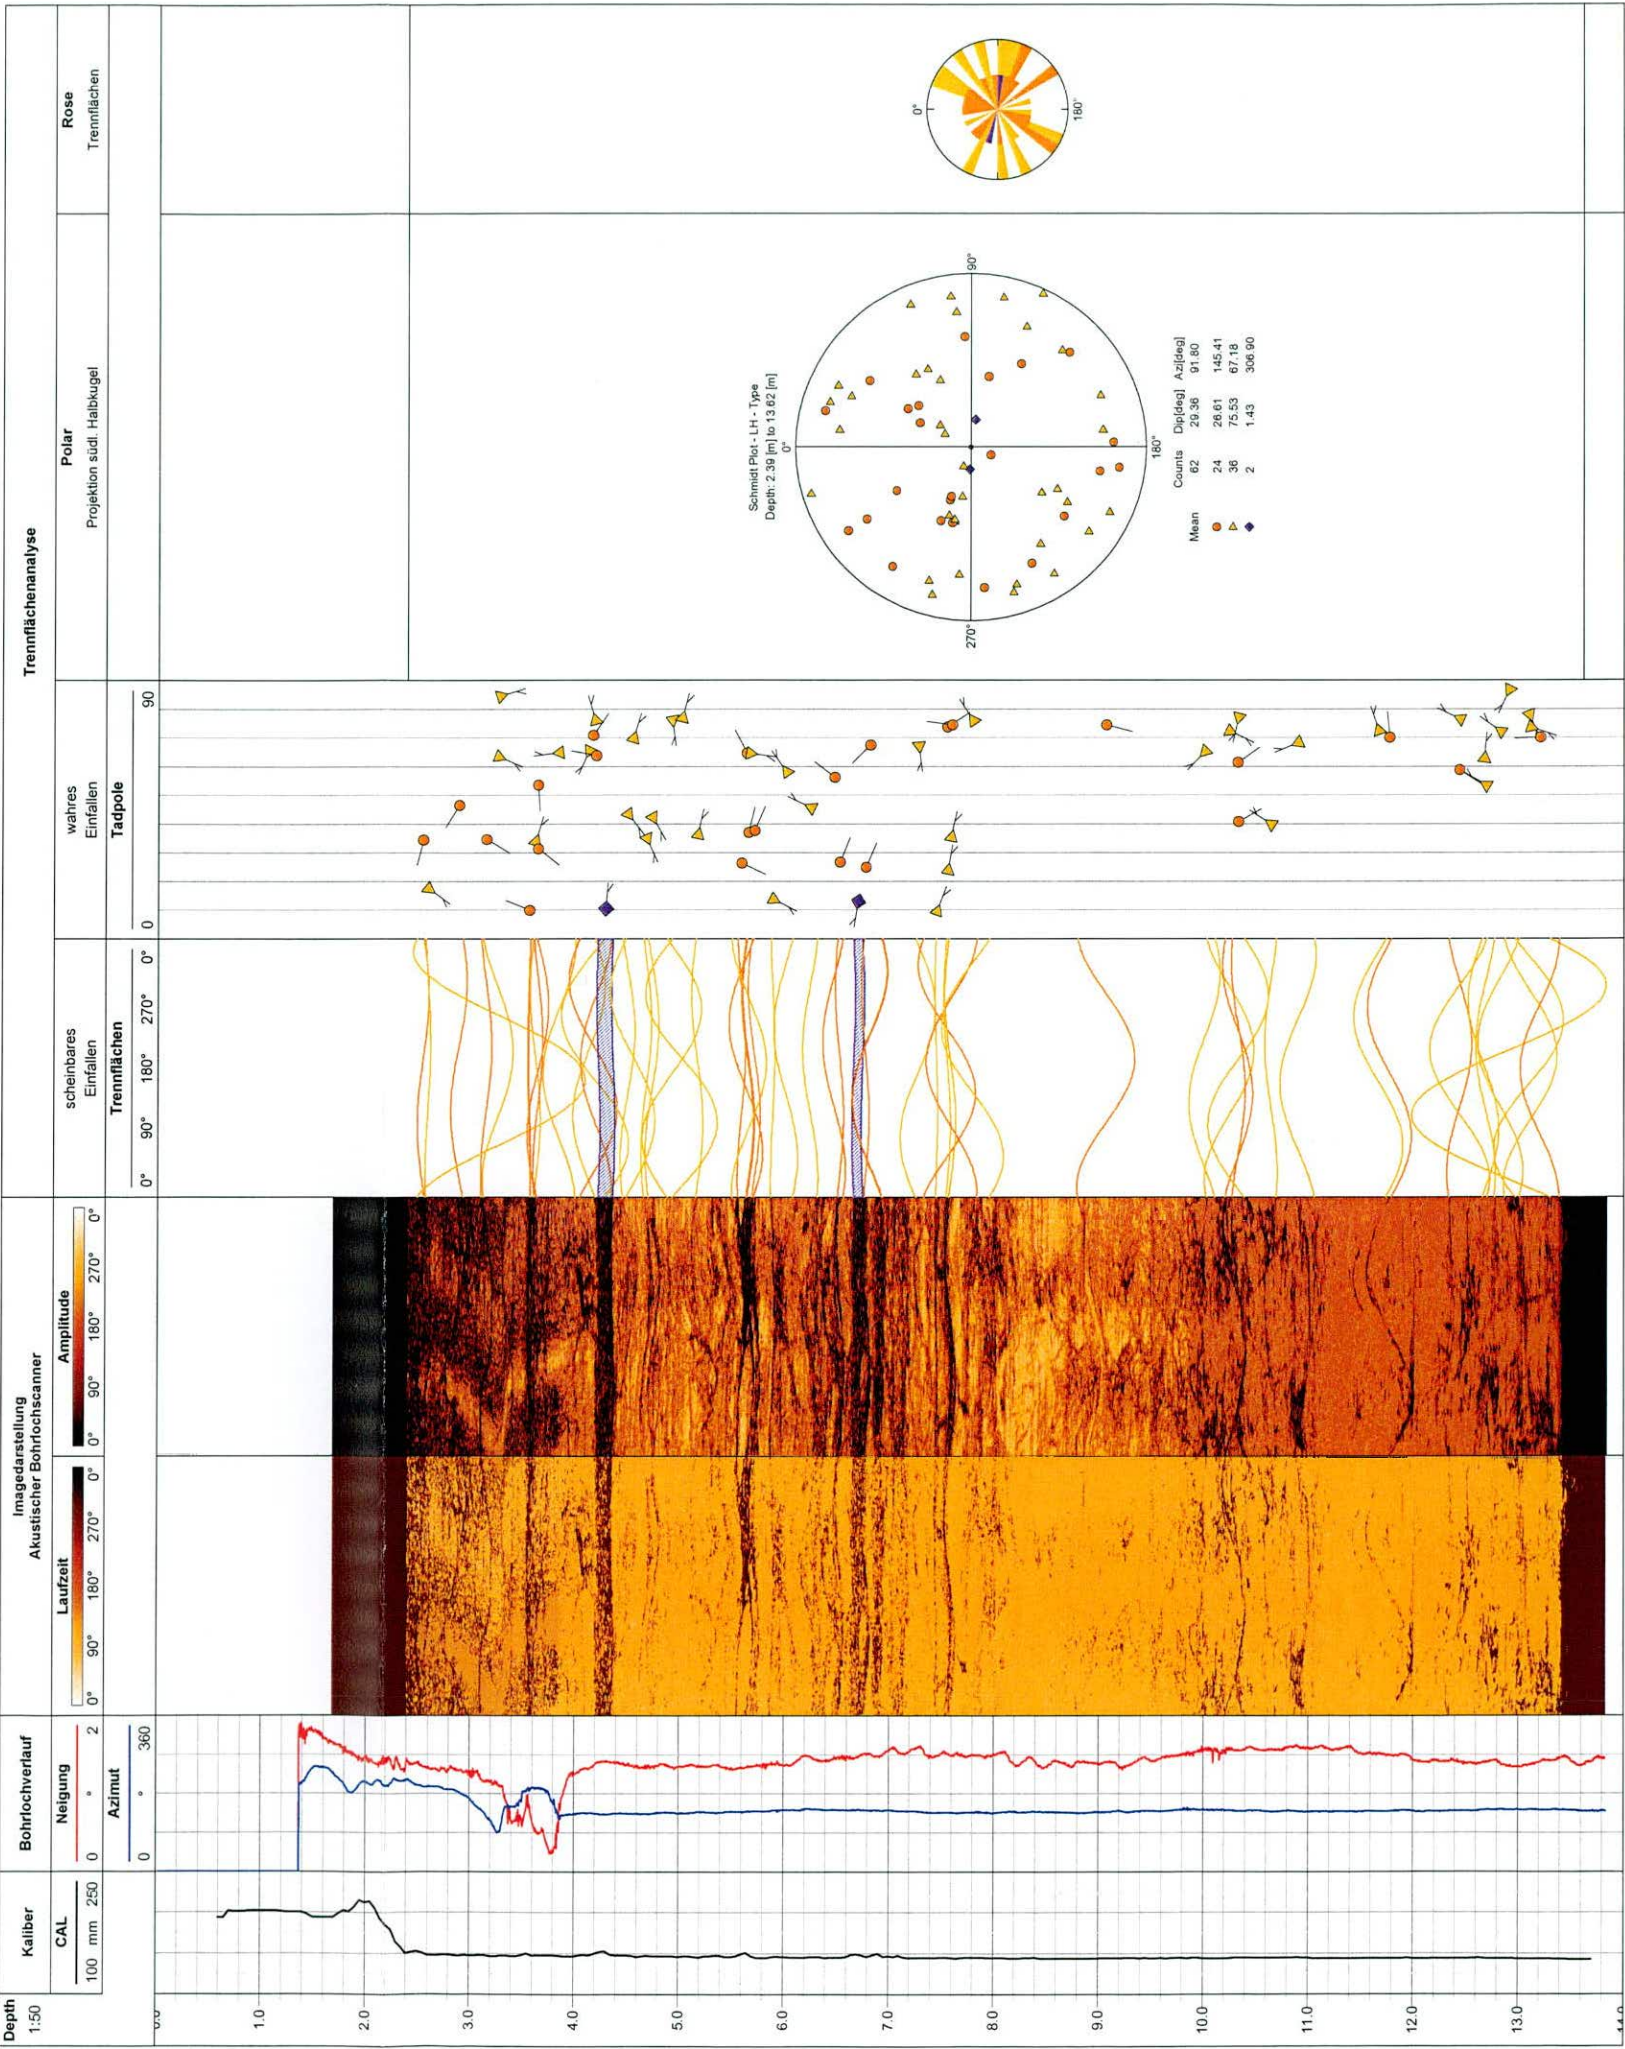 Depth
1:50
Kaliber
CAL
100 mm 250
Bohrlochverlauf
Neigung
0 ° 2
Azimut
0 ° 360
Imagedarstellung
Akustischer Bohrlochscanner
Laufzeit
0° 90° 180° 270° 0°
Amplitude
0° 90° 180° 270° 0°
scheinbares
Einfallen
Trennflächen
0° 90° 180° 270° 0°
Trennflächenanalyse
wahres
Einfallen
Tadpole
0 90
Polar
Projektion südl. Halbkugel
Rose
Trennflächen
1.0
2.0
3.0
4.0
5.0
6.0
7.0
8.0
9.0
10.0
11.0
12.0
13.0
Schmidt Plot - LH - Type
Depth: 2.39 [m] to 13.62 [m]
0°
90°
180°
270°
Counts Dip[deg] Azi[deg]
Mean 62 29.36 91.80
24 26.61 145.41
36 75.53 67.18
2 1.43 306.90
0°
180°